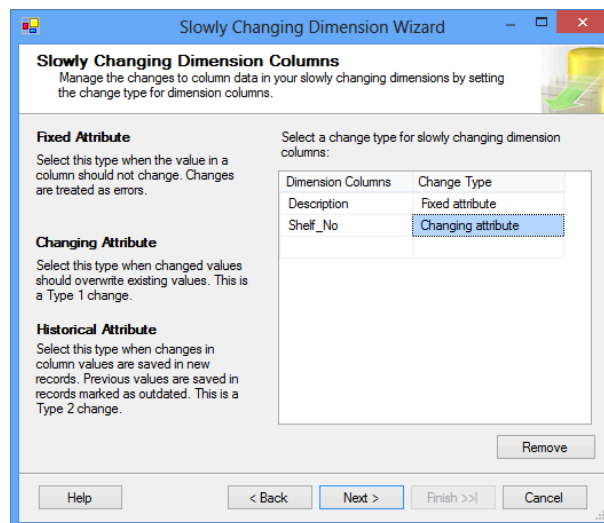 Slowly Changing Dimension Wizard
Slowly Changing Dimension Columns
Manage the changes to column data in your slowly changing dimensions by setting
the change type for dimension columns.
Fixed Attribute
Select this type when the value in a
column should not change. Changes
are treated as errors.
Changing Attribute
Select this type when changed values
should overwrite existing values. This is
a Type 1 change.
Historical Attribute
Select this type when changes in
column values are saved in new
records. Previous values are saved in
records marked as outdated. This is a
Type 2 change.
Select a change type for slowly changing dimension
columns:
Dimension Columns Change Type
Description Fixed attribute
Shelf_No Changing attribute
Remove
Help < Back Next > Finish >>| Cancel